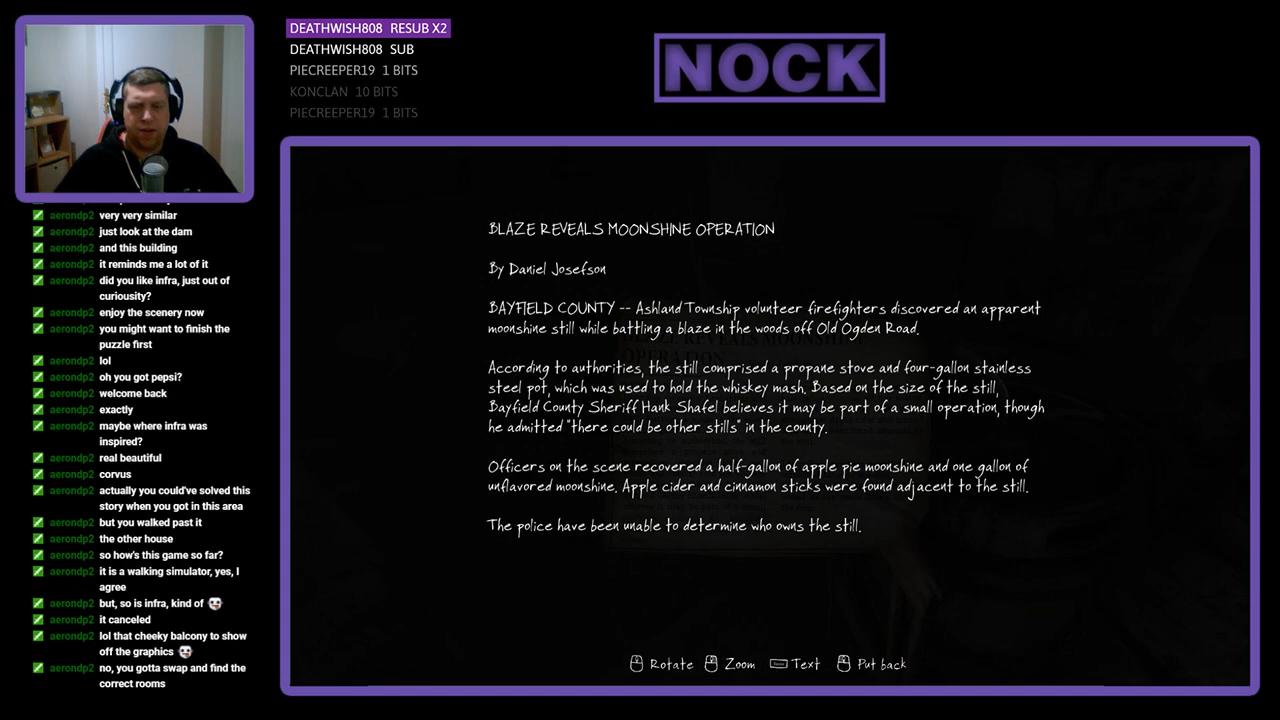 DEATHWISH808 RESUB X2
DEATHWISH808 SUB
PIECREEPER19 1 BITS
KONCLAN 10 BITS
PIECREEPER19 1 BITS
NOCK
aerondp2 very very similar
aerondp2 just look at the dam
aerondp2 and this building
aerondp2 it reminds me a lot of it
aerondp2 did you like infra, just out of
curiousity?
aerondp2 enjoy the scenery now
aerondp2 you might want to finish the
puzzle first
aerondp2 lol
aerondp2 oh you got pepsi?
aerondp2 welcome back
aerondp2 exactly
aerondp2 maybe where infra was
inspired?
aerondp2 real beautiful
aerondp2 corvus
aerondp2 actually you could've solved this
story when you got in this area
aerondp2 but you walked past it
aerondp2 the other house
aerondp2 so how's this game so far?
aerondp2 it is a walking simulator, yes, I
agree
aerondp2 but, so is infra, kind of
aerondp2 it canceled
aerondp2 lol that cheeky balcony to show
off the graphics
aerondp2 no, you gotta swap and find the
correct rooms
BLAZE REVEALS MOONSHINE OPERATION
By Daniel Josefson
BAYFIELD COUNTY -- Ashland Township volunteer firefighters discovered an apparent
moonshine still while battling a blaze in the woods off Old Ogden Road.
According to authorities, the still comprised a propane stove and four-gallon stainless
steel pot, which was used to hold the whiskey mash. Based on the size of the still,
Bayfield County Sheriff Hank Shafel believes it may be part of a small operation, though
he admitted "there could be other stills" in the county.
Officers on the scene recovered a half-gallon of apple pie moonshine and one gallon of
unflavored moonshine. Apple cider and cinnamon sticks were found adjacent to the still.
The police have been unable to determine who owns the still.
Rotate Zoom Text Put back